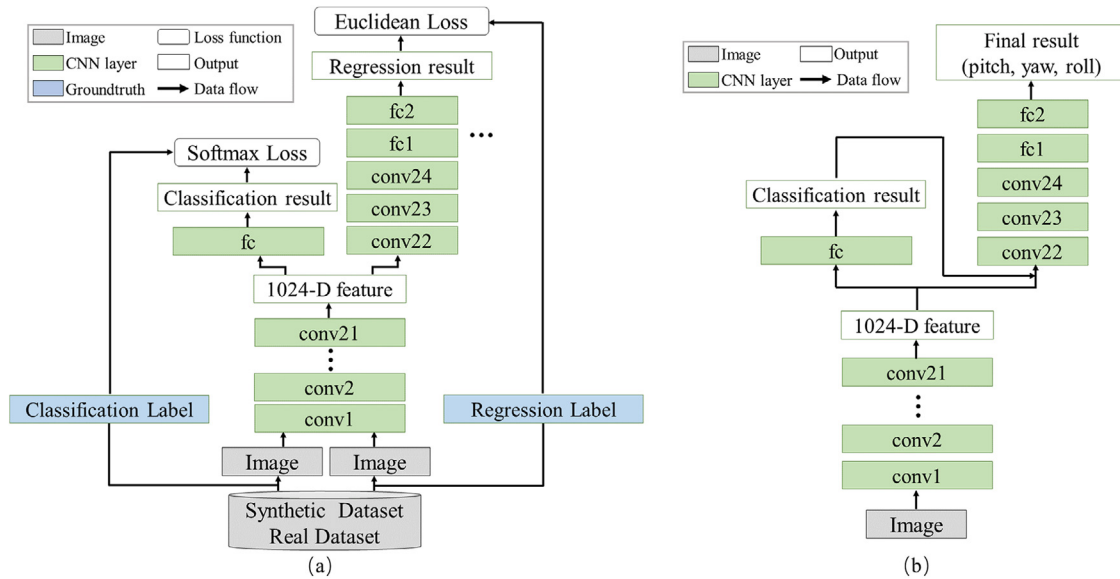 Image
Loss function
CNN layer
Output
Groundtruth
Data flow
Euclidean Loss
Regression result
fc2
fc1
conv24
conv23
conv22
Softmax Loss
Classification result
fc
1024-D feature
conv21
conv2
conv1
Classification Label
Regression Label
Image
Image
Synthetic Dataset
Real Dataset
(a)
Image
Output
CNN layer
Data flow
Final result
(pitch, yaw, roll)
fc2
fc1
conv24
conv23
conv22
Classification result
fc
1024-D feature
conv21
conv2
conv1
Image
(b)